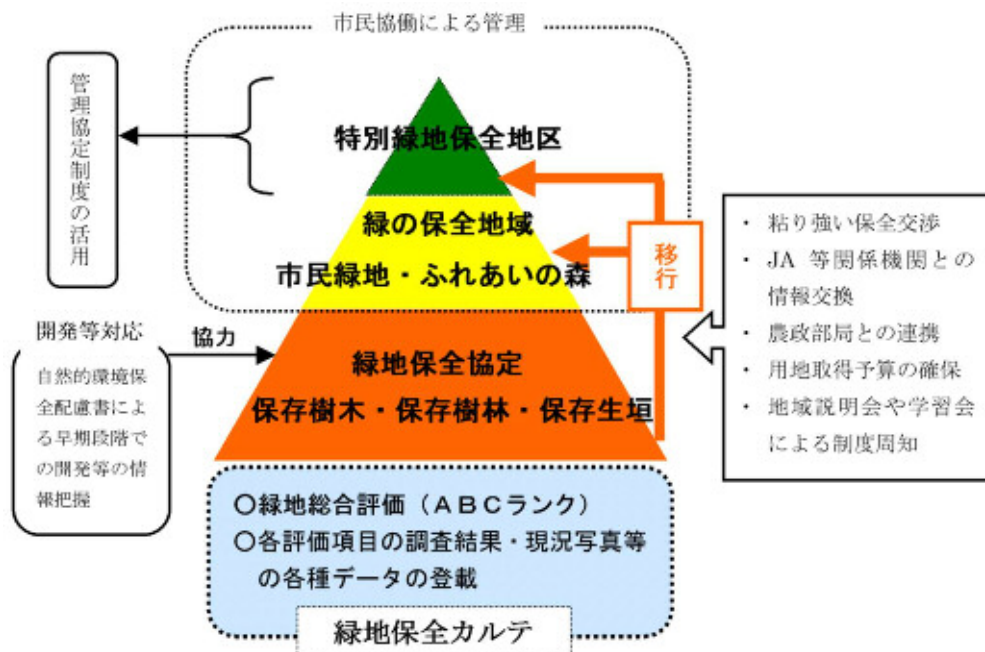 市民協働による管理
管理協定制度の活用
特別緑地保全地区
緑の保全地域
市民緑地・ふれあいの森
移行
・ 粘り強い保全交渉
・ JA 等関係機関との
情報交換
・ 農政部局との連携
・ 用地取得予算の確保
・ 地域説明会や学習会
による制度周知
開発等対応
自然的環境保
全配慮書によ
る早期段階で
の開発等の情
報把握
協力
緑地保全協定
保存樹木・保存樹林・保存生垣
○緑地総合評価（ABCランク）
○各評価項目の調査結果・現況写真等
の各種データの登載
緑地保全カルテ